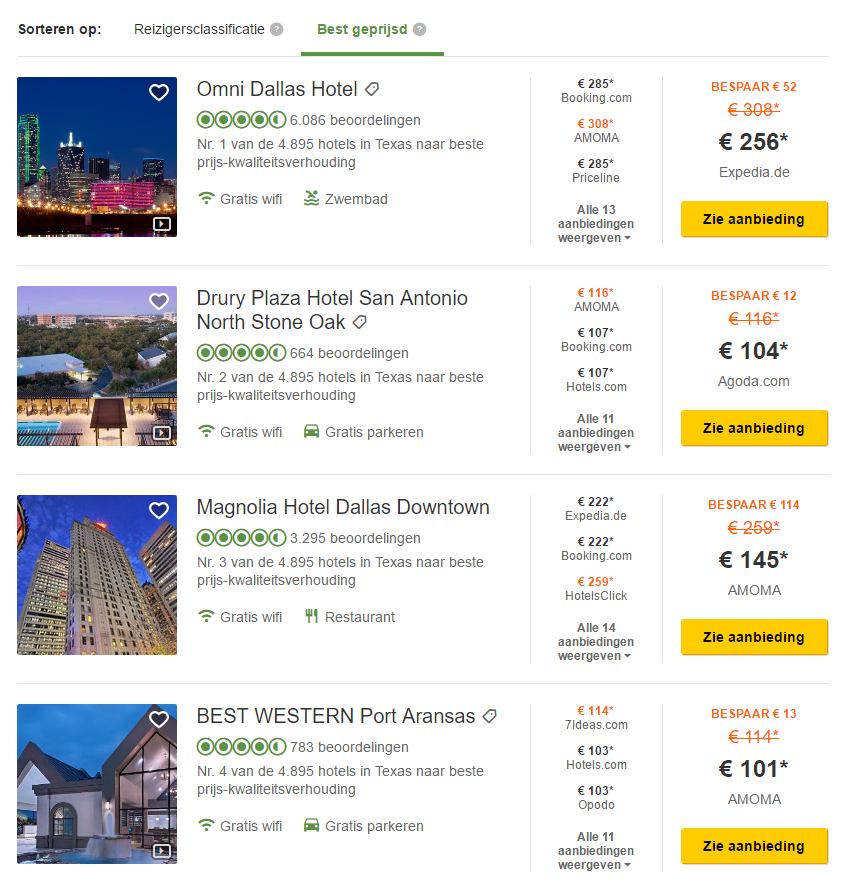 Sorteren op: Reizigersclassificatie ? Best geprijsd ?
Omni Dallas Hotel
6.086 beoordelingen
Nr. 1 van de 4.895 hotels in Texas naar beste
prijs-kwaliteitsverhouding
Gratis wifi Zwembad
€ 285*
Booking.com
€ 308*
AMOMA
€ 285*
Priceline
Alle 13
aanbiedingen
weergeven
BESPAAR € 52
€ 308*
€ 256*
Expedia.de
Zie aanbieding
Drury Plaza Hotel San Antonio
North Stone Oak
664 beoordelingen
Nr. 2 van de 4.895 hotels in Texas naar beste
prijs-kwaliteitsverhouding
Gratis wifi Gratis parkeren
€ 116*
AMOMA
€ 107*
Booking.com
€ 107*
Hotels.com
Alle 11
aanbiedingen
weergeven
BESPAAR € 12
€ 116*
€ 104*
Agoda.com
Zie aanbieding
Magnolia Hotel Dallas Downtown
3.295 beoordelingen
Nr. 3 van de 4.895 hotels in Texas naar beste
prijs-kwaliteitsverhouding
Gratis wifi Restaurant
€ 222*
Expedia.de
€ 222*
Booking.com
€ 259*
HotelsClick
Alle 14
aanbiedingen
weergeven
BESPAAR € 114
€ 259*
€ 145*
AMOMA
Zie aanbieding
BEST WESTERN Port Aransas
783 beoordelingen
Nr. 4 van de 4.895 hotels in Texas naar beste
prijs-kwaliteitsverhouding
Gratis wifi Gratis parkeren
€ 114*
7Ideas.com
€ 103*
Hotels.com
€ 103*
Opodo
Alle 11
aanbiedingen
weergeven
BESPAAR € 13
€ 114*
€ 101*
AMOMA
Zie aanbieding